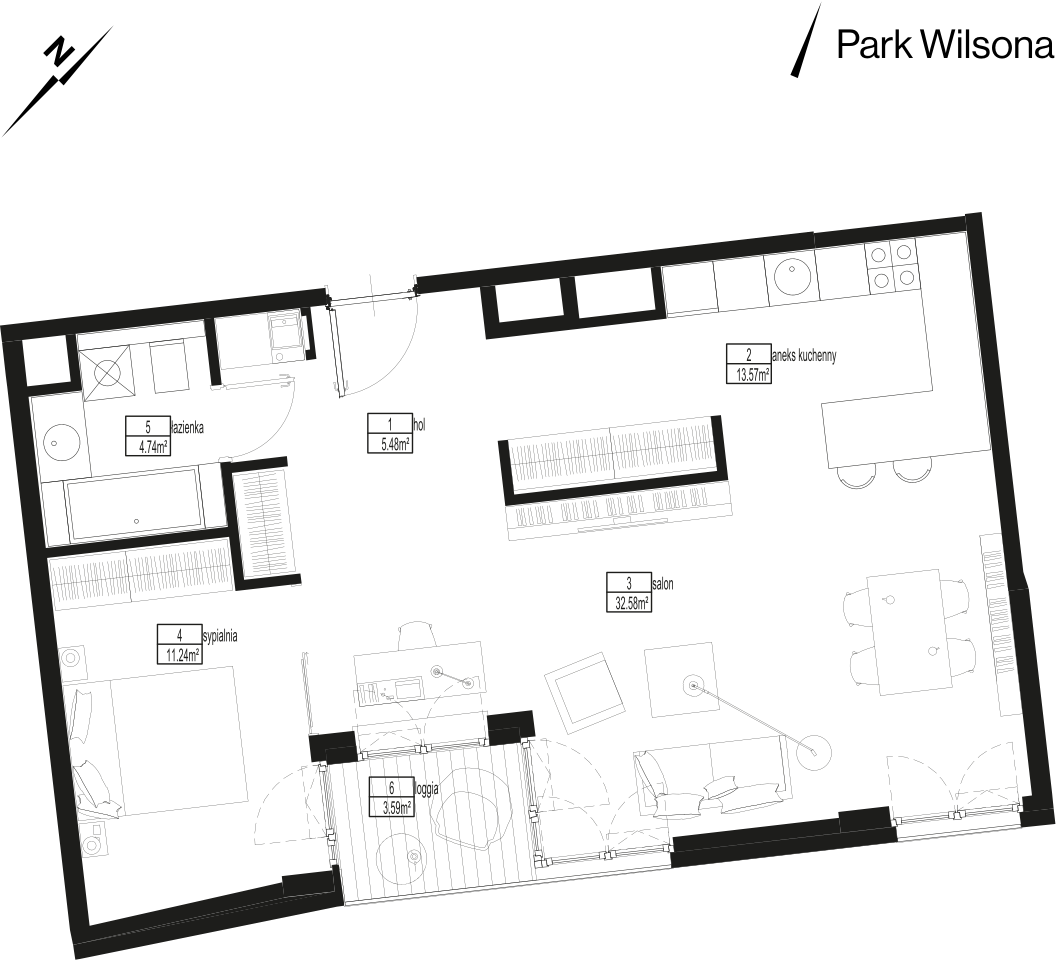 N
Park Wilsona
2 aneks kuchenny
13.57m²
1 hol
5.48m²
5 łazienka
4.74m²
3 salon
32.58m²
4 sypialnia
11.24m²
6 loggia
3.59m²